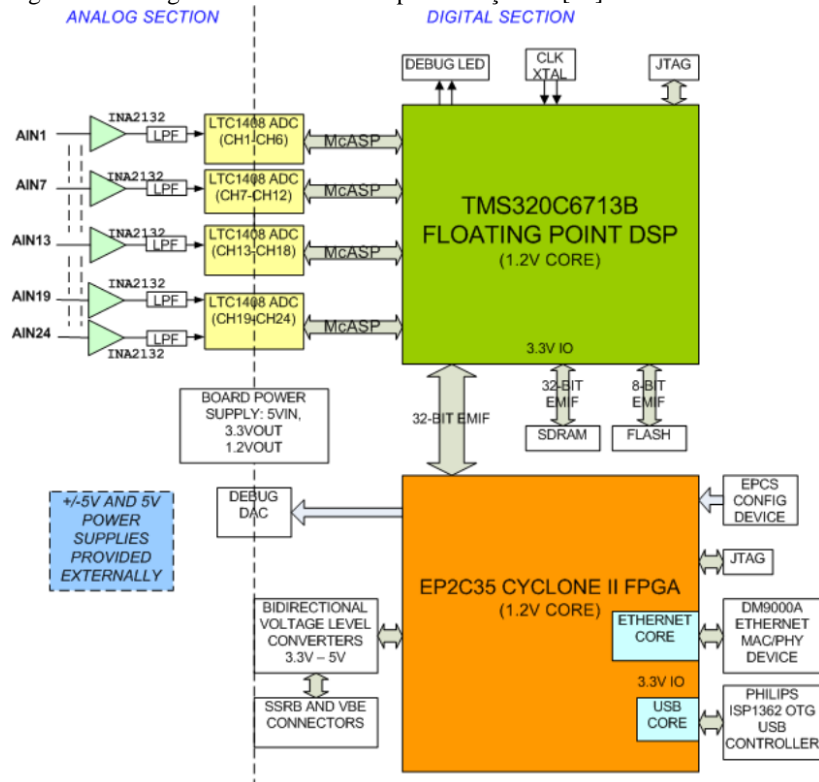 ANALOG SECTION
DIGITAL SECTION
DEBUG LED
CLK
XTAL
JTAG
AIN1
INA2132
LPF
LTC1408 ADC
(CH1-CH6)
McASP
AIN7
INA2132
LPF
LTC1408 ADC
(CH7-CH12)
McASP
AIN13
INA2132
LPF
LTC1408 ADC
(CH13-CH18)
McASP
AIN19
INA2132
LPF
LTC1408 ADC
(CH19-CH24)
McASP
AIN24
LPF
INA2132
TMS320C6713B
FLOATING POINT DSP
(1.2V CORE)
3.3V IO
BOARD POWER
SUPPLY: 5VIN,
3.3VOUT
1.2VOUT
32-BIT EMIF
32-BIT
EMIF
SDRAM
8-BIT
EMIF
FLASH
+/-5V AND 5V
POWER
SUPPLIES
PROVIDED
EXTERNALLY
DEBUG
DAC
EPCS
CONFIG
DEVICE
JTAG
EP2C35 CYCLONE II FPGA
(1.2V CORE)
BIDIRECTIONAL
VOLTAGE LEVEL
CONVERTERS
3.3V – 5V
ETHERNET
CORE
DM9000A
ETHERNET
MAC/PHY
DEVICE
3.3V IO
SSRB AND VBE
CONNECTORS
USB
CORE
PHILIPS
ISP1362 OTG
USB
CONTROLLER